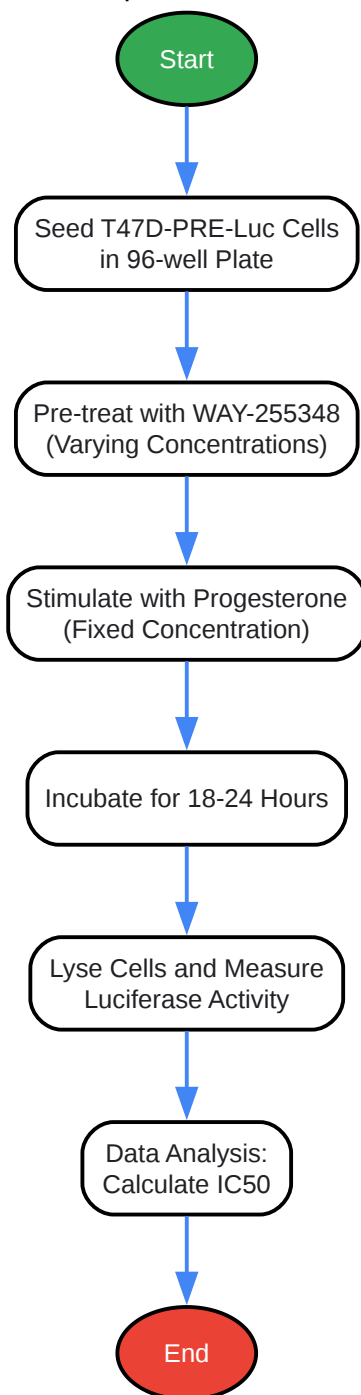 Start
Seed T47D-PRE-Luc Cells
in 96-well Plate
Pre-treat with WAY-255348
(Varying Concentrations)
Stimulate with Progesterone
(Fixed Concentration)
Incubate for 18-24 Hours
Lyse Cells and Measure
Luciferase Activity
Data Analysis:
Calculate IC50
End